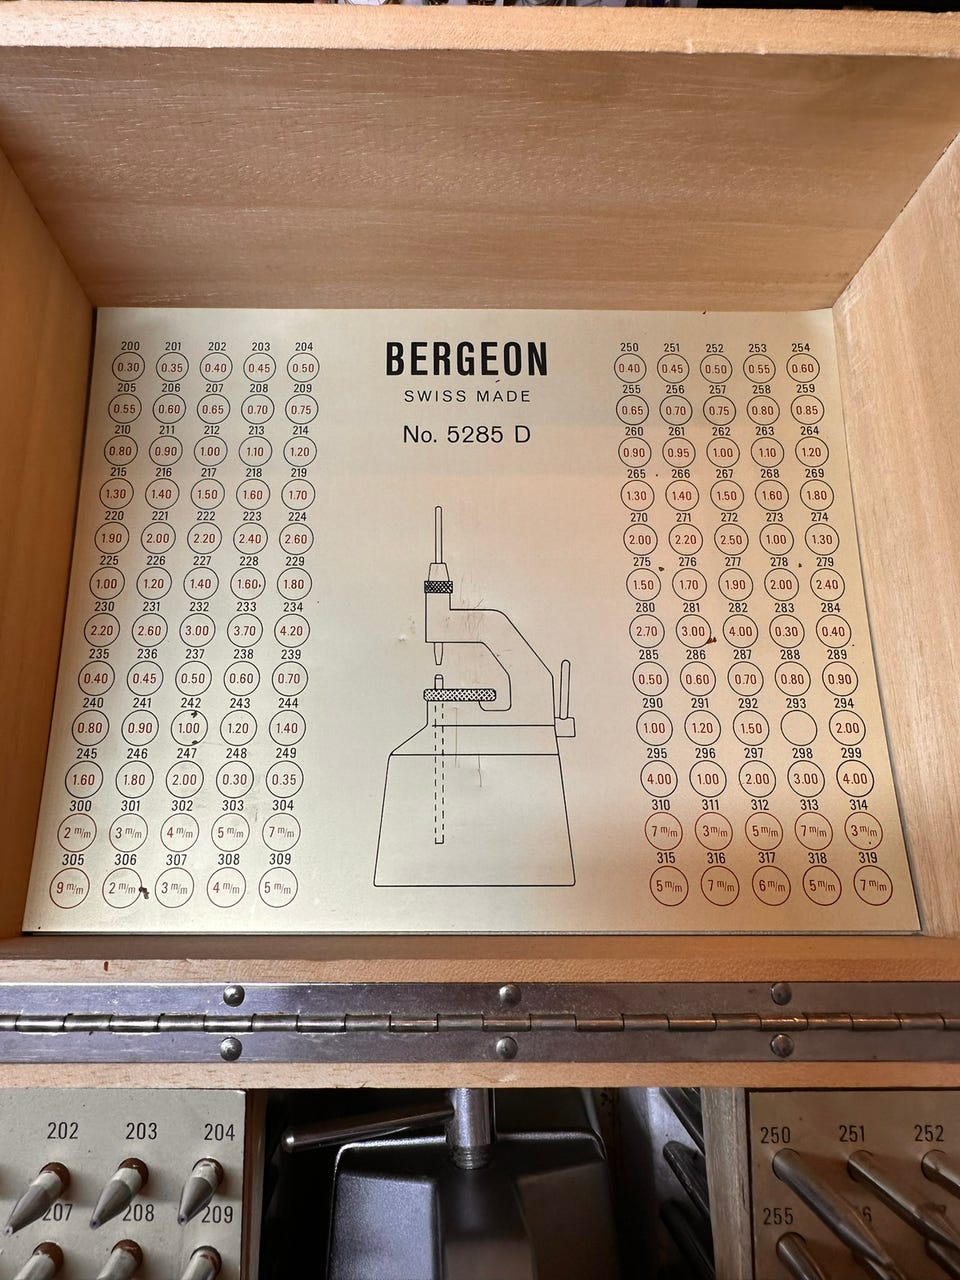 BERGEON
SWISS MADE
No. 5285 D
200 201 202 203 204
0.30 0.35 0.40 0.45 0.50
205 206 207 208 209
0.55 0.60 0.65 0.70 0.75
210 211 212 213 214
0.80 0.90 1.00 1.10 1.20
215 216 217 218 219
1.30 1.40 1.50 1.60 1.70
220 221 222 223 224
1.90 2.00 2.20 2.40 2.60
225 226 227 228 229
1.00 1.20 1.40 1.60 1.80
230 231 232 233 234
2.20 2.60 3.00 3.70 4.20
235 236 237 238 239
0.40 0.45 0.50 0.60 0.70
240 241 242 243 244
0.80 0.90 1.00 1.20 1.40
245 246 247 248 249
1.60 1.80 2.00 0.30 0.35
300 301 302 303 304
2 m/m 3 m/m 4 m/m 5 m/m 7 m/m
305 306 307 308 309
9 m/m 2 m/m 3 m/m 4 m/m 5 m/m
250 251 252 253 254
0.40 0.45 0.50 0.55 0.60
255 256 257 258 259
0.65 0.70 0.75 0.80 0.85
260 261 262 263 264
0.90 0.95 1.00 1.10 1.20
265 266 267 268 269
1.30 1.40 1.50 1.60 1.80
270 271 272 273 274
2.00 2.20 2.50 1.00 1.30
275 276 277 278 279
1.50 1.70 1.90 2.00 2.40
280 281 282 283 284
2.70 3.00 4.00 0.30 0.40
285 286 287 288 289
0.50 0.60 0.70 0.80 0.90
290 291 292 293 294
1.00 1.20 1.50 2.00
295 296 297 298 299
4.00 1.00 2.00 3.00 4.00
310 311 312 313 314
7 m/m 3 m/m 5 m/m 7 m/m 3 m/m
315 316 317 318 319
5 m/m 7 m/m 6 m/m 5 m/m 7 m/m
202 203 204
207 208 209
250 251 252
255